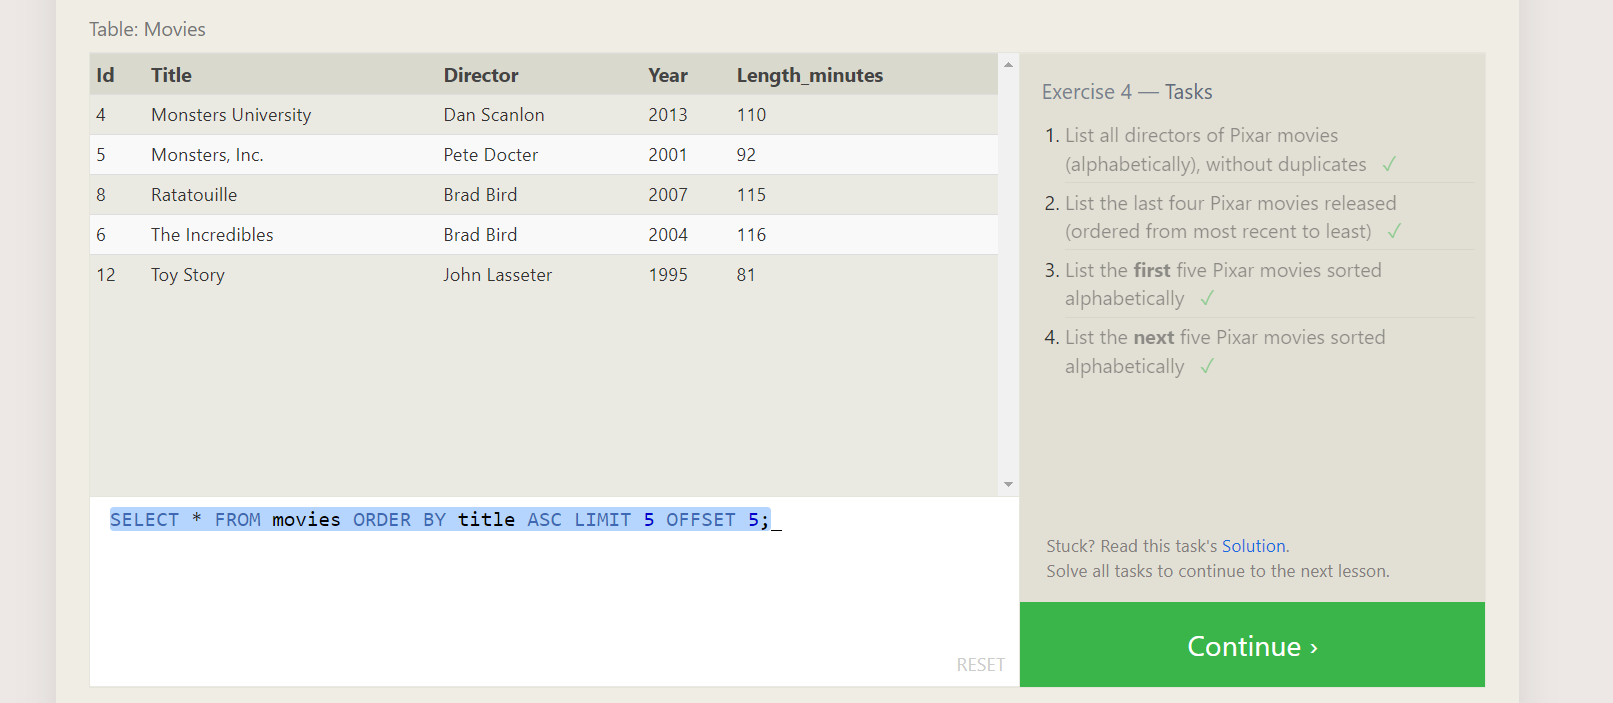 Table: Movies
Id Title Director Year Length_minutes
4 Monsters University Dan Scanlon 2013 110
5 Monsters, Inc. Pete Docter 2001 92
8 Ratatouille Brad Bird 2007 115
6 The Incredibles Brad Bird 2004 116
12 Toy Story John Lasseter 1995 81
SELECT * FROM movies ORDER BY title ASC LIMIT 5 OFFSET 5;_
RESET
Exercise 4 — Tasks
1. List all directors of Pixar movies
(alphabetically), without duplicates ✓
2. List the last four Pixar movies released
(ordered from most recent to least) ✓
3. List the first five Pixar movies sorted
alphabetically ✓
4. List the next five Pixar movies sorted
alphabetically ✓
Stuck? Read this task's Solution.
Solve all tasks to continue to the next lesson.
Continue ›